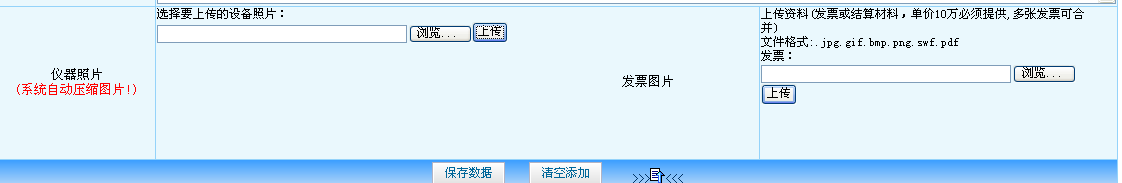 选择要上传的设备照片：
浏览... 上传
仪器照片
(系统自动压缩图片!)
发票图片
上传资料(发票或结算材料，单价10万必须提供,多张发票可合
并)
文件格式:.jpg.gif.bmp.png.swf.pdf
发票：
浏览...
上传
保存数据 清空添加 >>> <<<